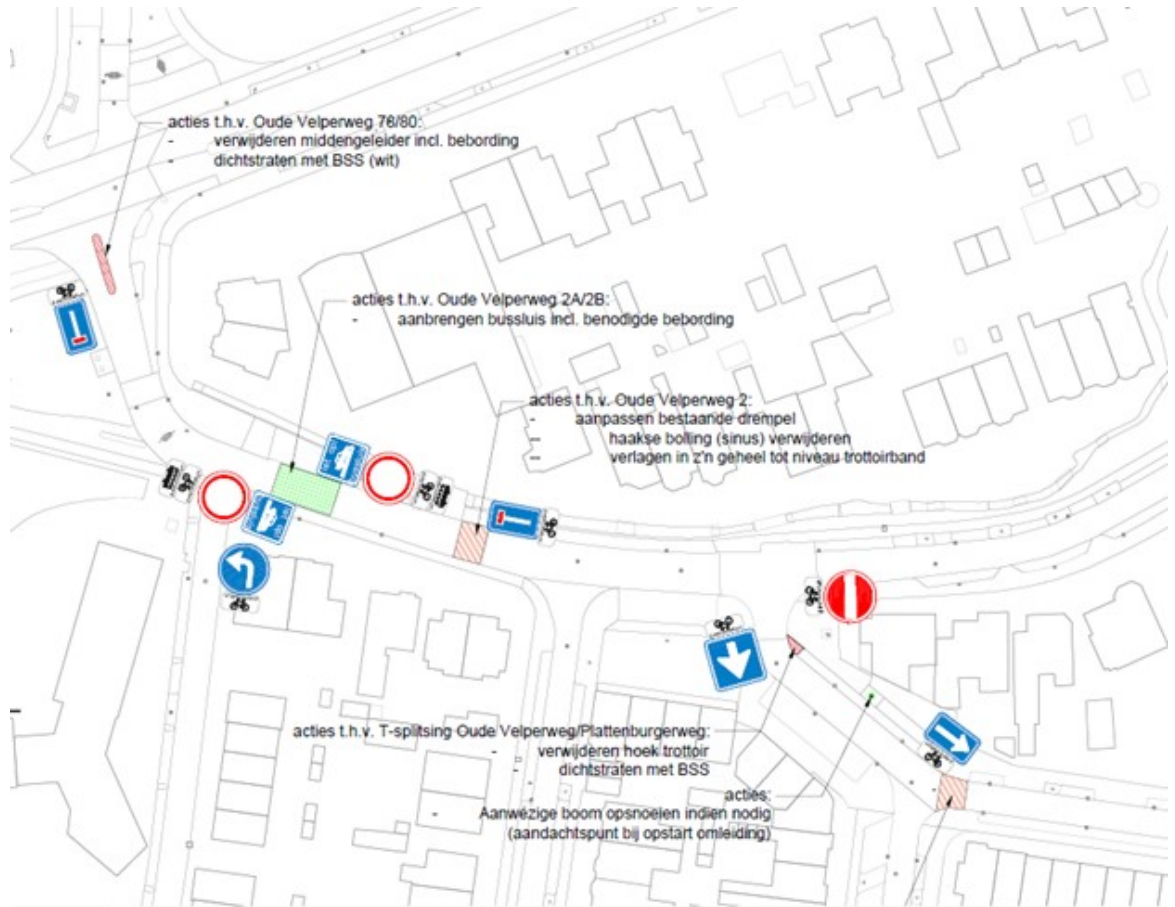 acties t.h.v. Oude Velperweg 76/80:
- verwijderen middengeleider incl. bebording
- dichtstraten met BSS (wit)
acties t.h.v. Oude Velperweg 2A/2B:
- aanbrengen bussluis incl. benodigde bebording
acties t.h.v. Oude Velperweg 2:
- aanpassen bestaande drempel
— haakse bolling (sinus) verwijderen
— verlagen in z'n geheel tot niveau trottoirband
acties t.h.v. T-splitsing Oude Velperweg/Plattenburgerweg:
- verwijderen hoek trottoir
- dichtstraten met BSS
acties:
- Aanwezige boom opsnoeien indien nodig
(aandachtspunt bij opstart omleiding)